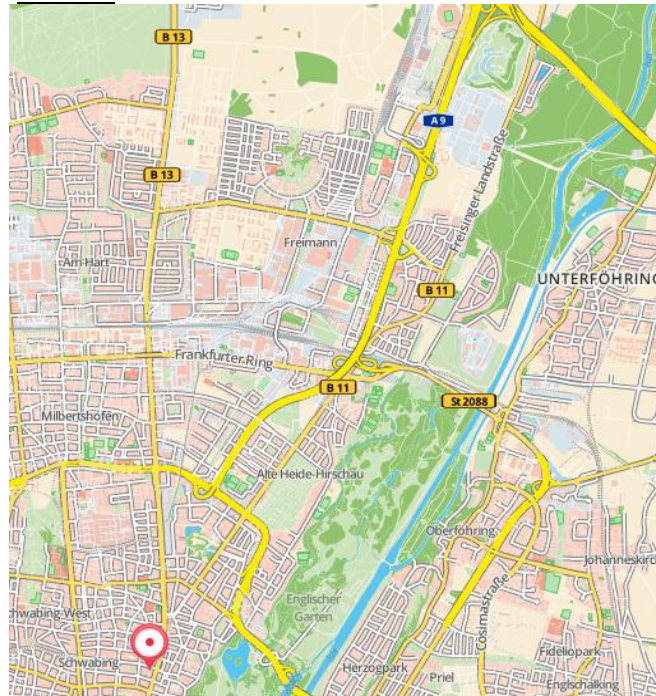 B 13
A 9
Freisinger Landstraße
B 13
Freimann
Am Hart
UNTERFÖHRING
B 11
Frankfurter Ring
B 11
St 2088
Milbertshofen
Alte Heide-Hirschau
Oberföhring
Johanneskirc
Englischer
Garten
Cosimastraße
chwabing-West
Schwabing
Herzogpark
Priel
Fideliopark
Englschalking